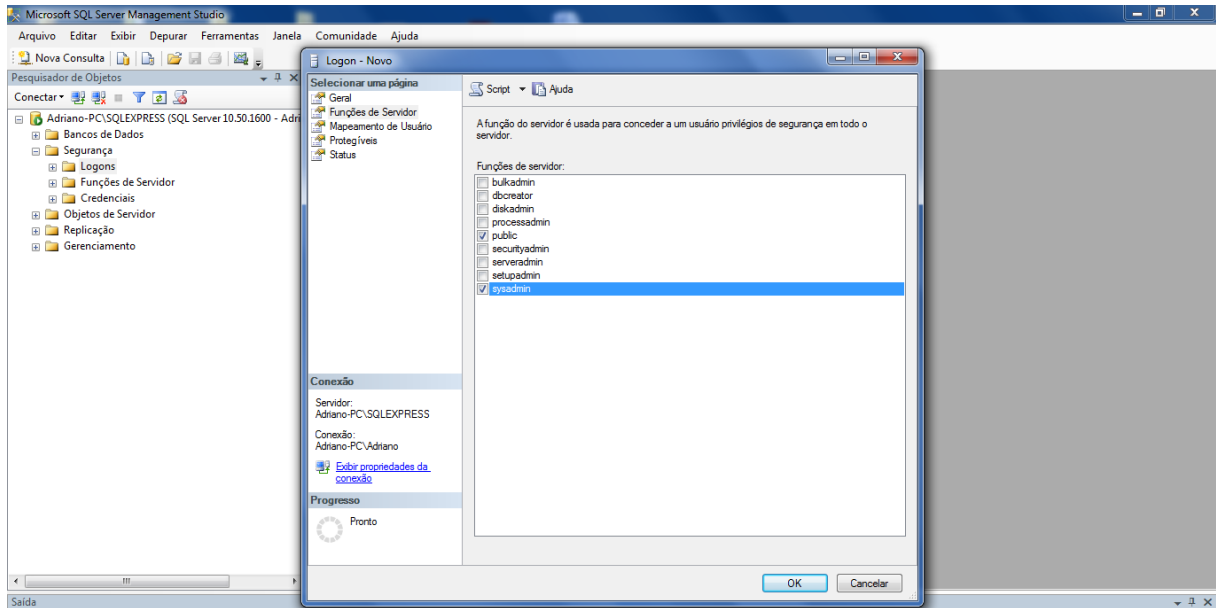 Microsoft SQL Server Management Studio
Arquivo Editar Exibir Depurar Ferramentas Janela Comunidade Ajuda
Nova Consulta
Pesquisador de Objetos
Conectar
Adriano-PC\SQLEXPRESS (SQL Server 10.50.1600 - Adri
Bancos de Dados
Segurança
Logons
Funções de Servidor
Credenciais
Objetos de Servidor
Replicação
Gerenciamento
Logon - Novo
Selecionar uma página
Geral
Funções de Servidor
Mapeamento de Usuário
Protegíveis
Status
Conexão
Servidor:
Adriano-PC\SQLEXPRESS
Conexão:
Adriano-PC\Adriano
Exibir propriedades da
conexão
Progresso
Pronto
Script Ajuda
A função do servidor é usada para conceder a um usuário privilégios de segurança em todo o
servidor.
Funções de servidor:
bulkadmin
dbcreator
diskadmin
processadmin
public
securityadmin
serveradmin
setupadmin
sysadmin
OK Cancelar
Saída